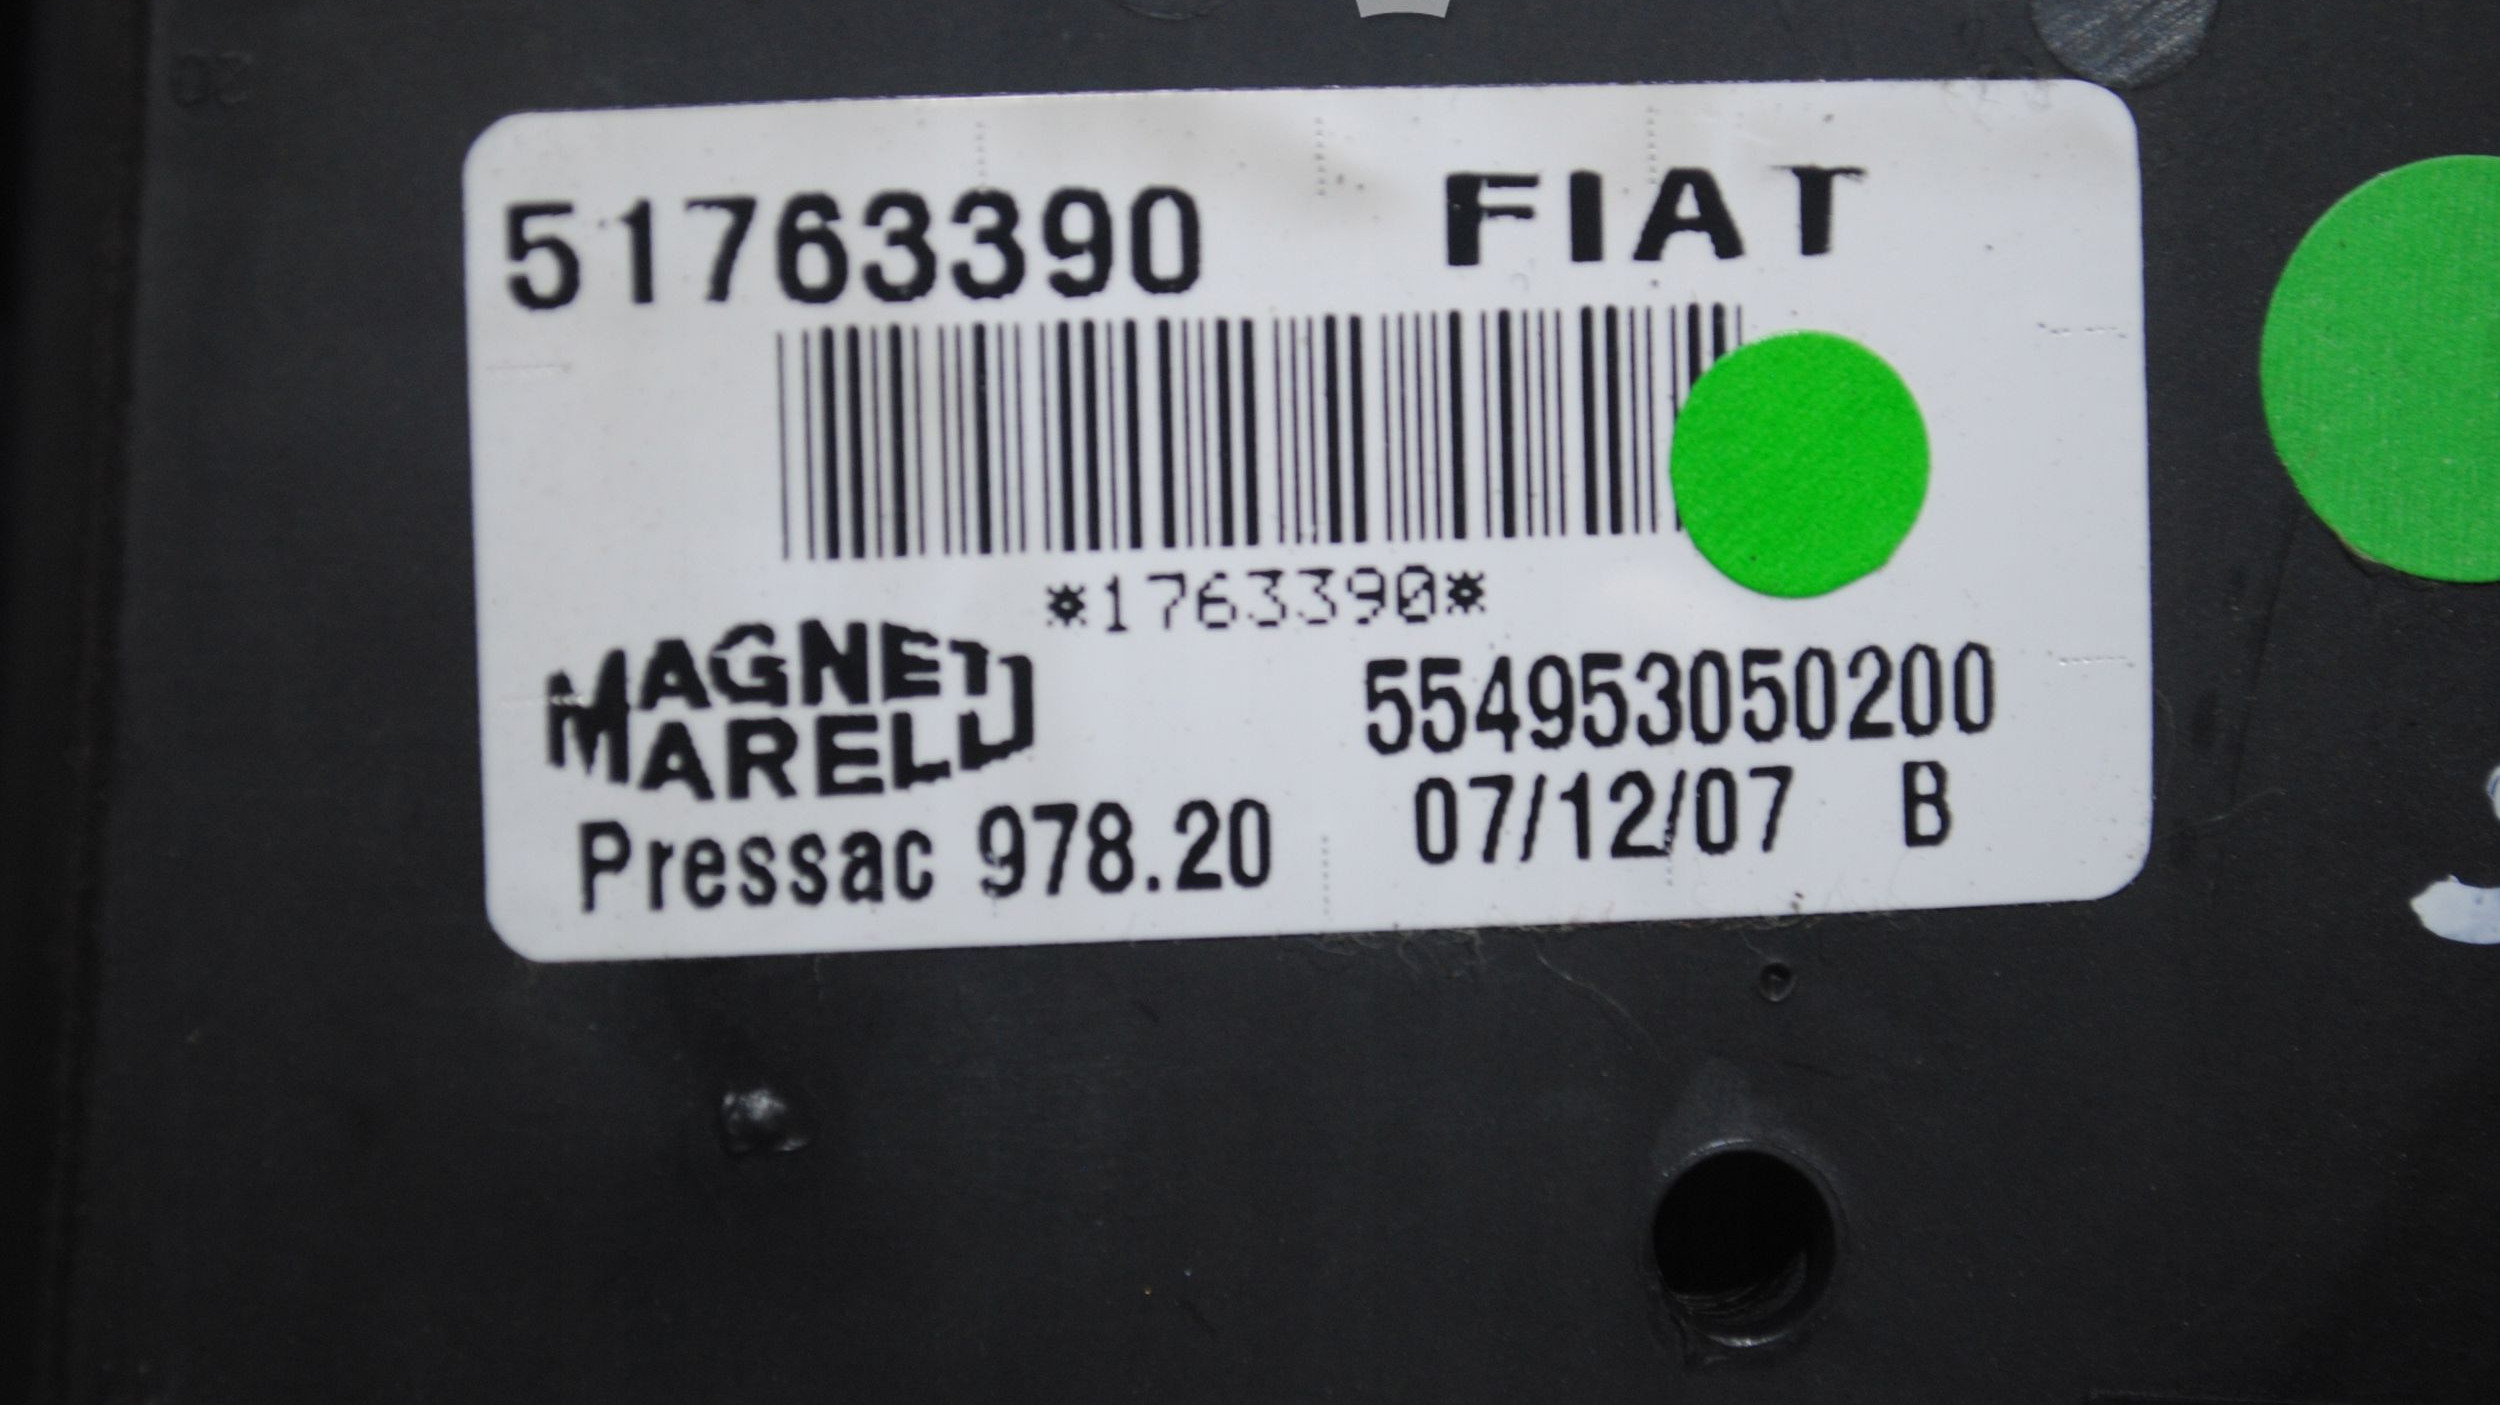 51763390 FIAT
*1763390*
MAGNETI
MARELLI
554953050200
Pressac 978.20 07/12/07 B